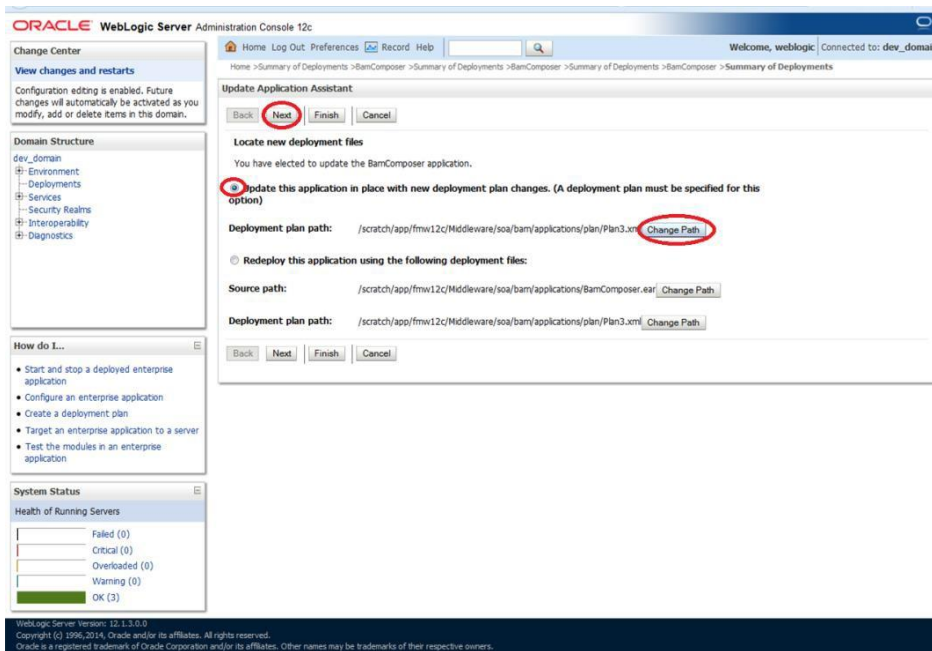 ORACLE WebLogic Server Administration Console 12c
Change Center
View changes and restarts
Configuration editing is enabled. Future
changes will automatically be activated as you
modify, add or delete items in this domain.
Domain Structure
dev_domain
Environment
Deployments
Services
Security Realms
Interoperability
Diagnostics
How do I...
Start and stop a deployed enterprise
application
Configure an enterprise application
Create a deployment plan
Target an enterprise application to a server
Test the modules in an enterprise
application
System Status
Health of Running Servers
Failed (0)
Critical (0)
Overloaded (0)
Warning (0)
OK (3)
Home Log Out Preferences Record Help
Welcome, weblogic Connected to: dev_domai
Home >Summary of Deployments >BamComposer >Summary of Deployments >BamComposer >Summary of Deployments >BamComposer >Summary of Deployments
Update Application Assistant
Back Next Finish Cancel
Locate new deployment files
You have elected to update the BamComposer application.
Update this application in place with new deployment plan changes. (A deployment plan must be specified for this
option)
Deployment plan path: /scratch/app/fmw12c/Middleware/soa/bam/applications/plan/Plan3.xml Change Path
Redeploy this application using the following deployment files:
Source path: /scratch/app/fmw12c/Middleware/soa/bam/applications/BamComposer.ear Change Path
Deployment plan path: /scratch/app/fmw12c/Middleware/soa/bam/applications/plan/Plan3.xml Change Path
Back Next Finish Cancel
WebLogic Server Version: 12.1.3.0.0
Copyright (c) 1996,2014, Oracle and/or its affiliates. All rights reserved.
Oracle is a registered trademark of Oracle Corporation and/or its affiliates. Other names may be trademarks of their respective owners.